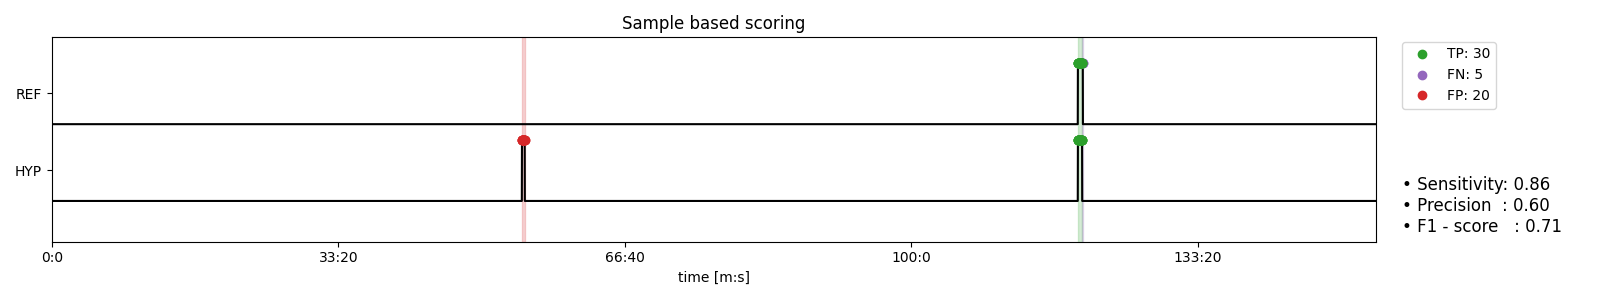 Sample based scoring
TP: 30
FN: 5
FP: 20
REF
HYP
• Sensitivity: 0.86
• Precision  : 0.60
• F1 - score   : 0.71
0:0
33:20
66:40
100:0
133:20
time [m:s]